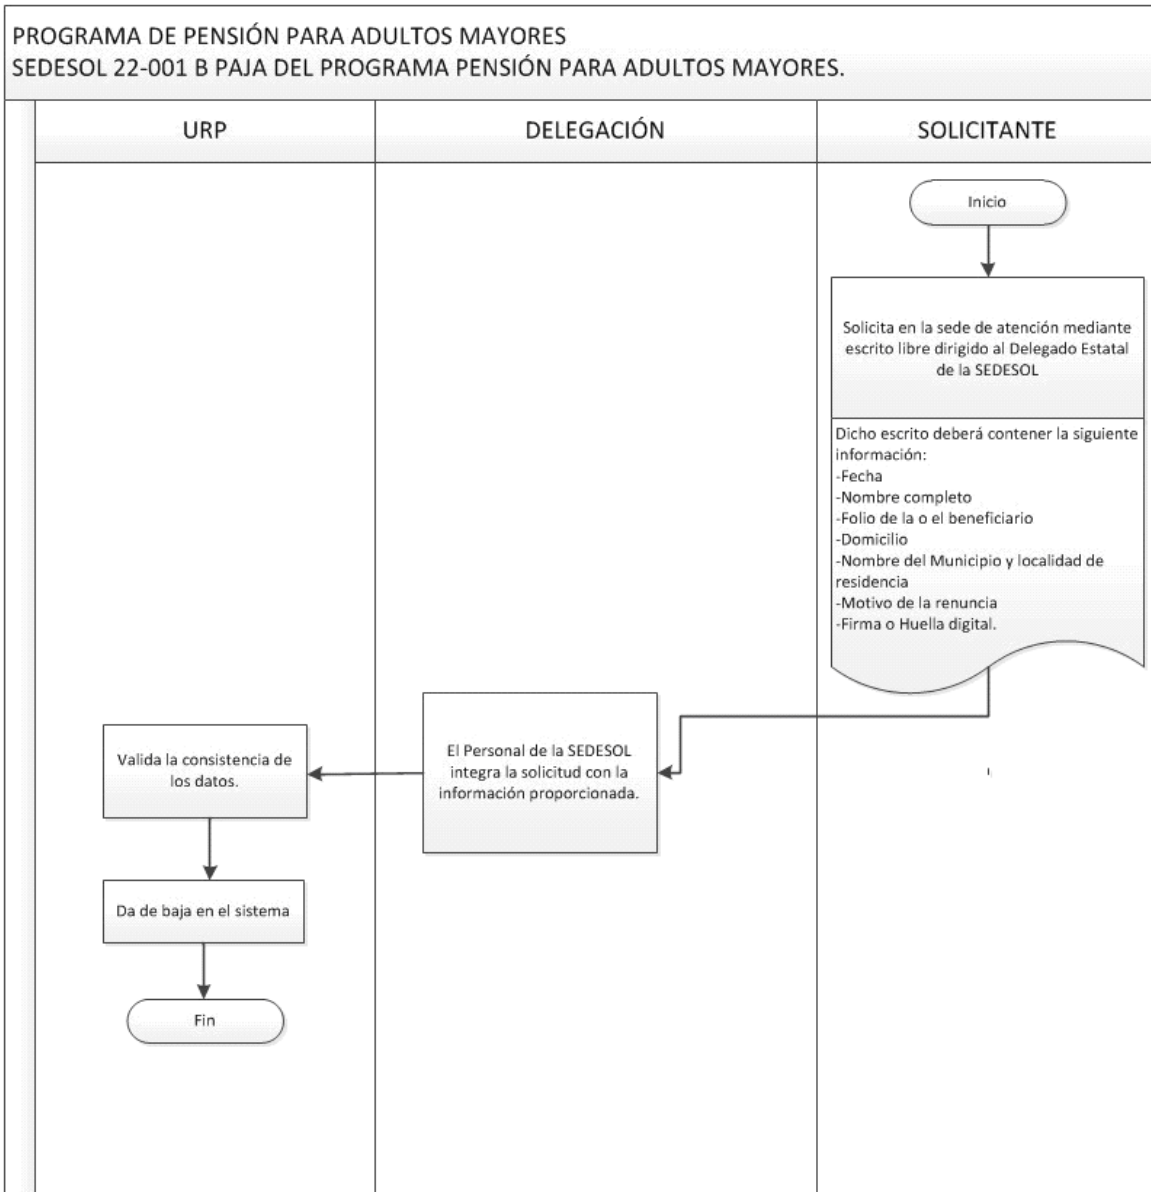 PROGRAMA DE PENSIÓN PARA ADULTOS MAYORES
SEDESOL 22-001 B PAJA DEL PROGRAMA PENSIÓN PARA ADULTOS MAYORES.
URP
DELEGACIÓN
SOLICITANTE
Inicio
Solicita en la sede de atención mediante
escrito libre dirigido al Delegado Estatal
de la SEDESOL
Dicho escrito deberá contener la siguiente
información:
-Fecha
-Nombre completo
-Folio de la o el beneficiario
-Domicilio
-Nombre del Municipio y localidad de
residencia
-Motivo de la renuncia
-Firma o Huella digital.
El Personal de la SEDESOL
integra la solicitud con la
información proporcionada.
Valida la consistencia de
los datos.
Da de baja en el sistema
Fin